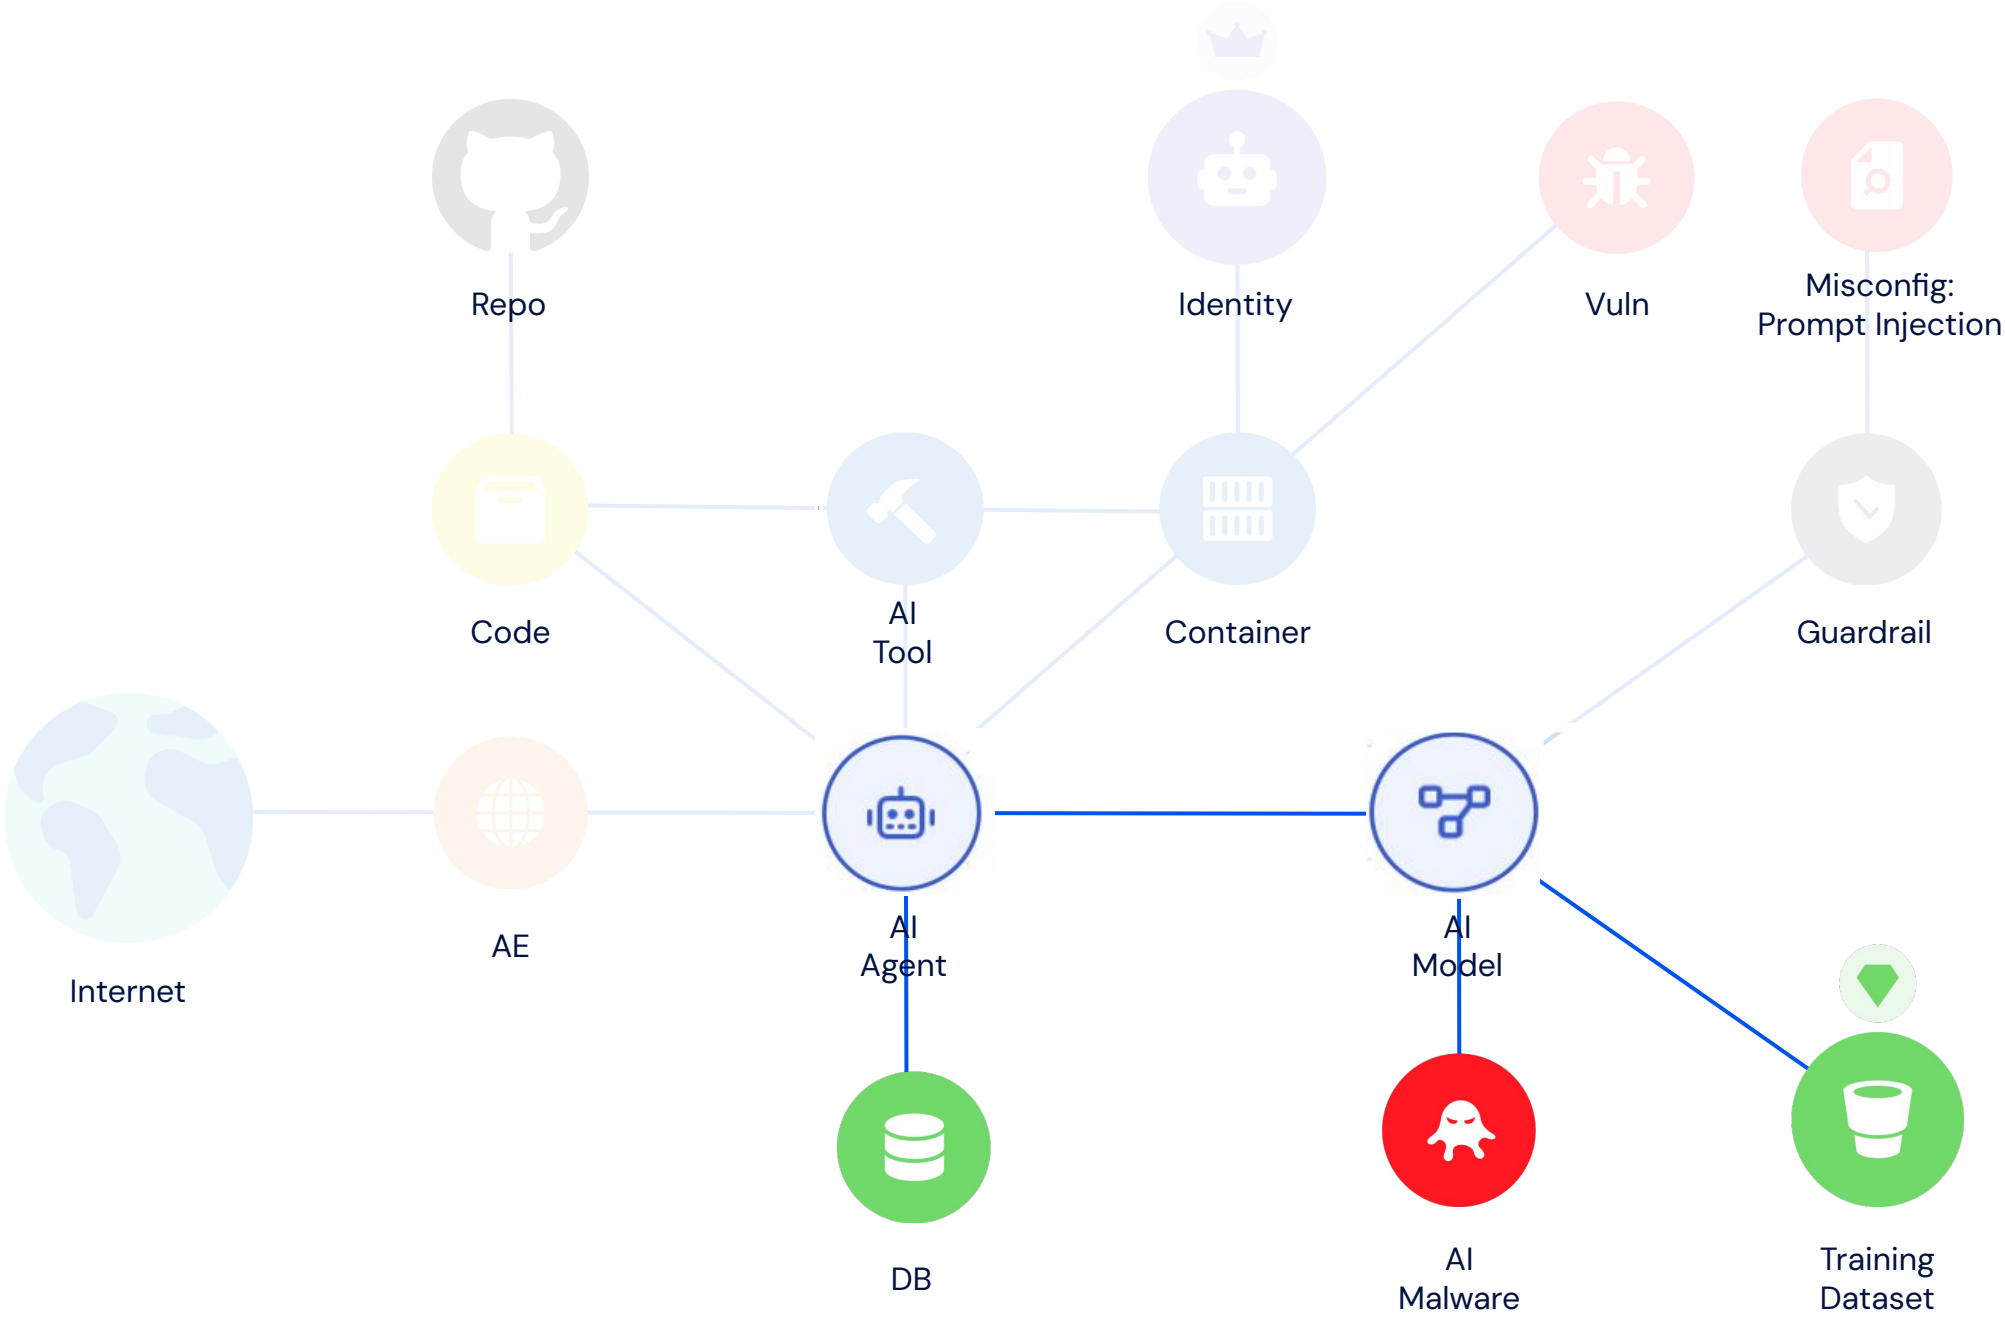 Repo
Identity
Vuln
Misconfig:
Prompt Injection
Code
AI
Tool
Container
Guardrail
Internet
AE
AI
Agent
AI
Model
DB
AI
Malware
Training
Dataset